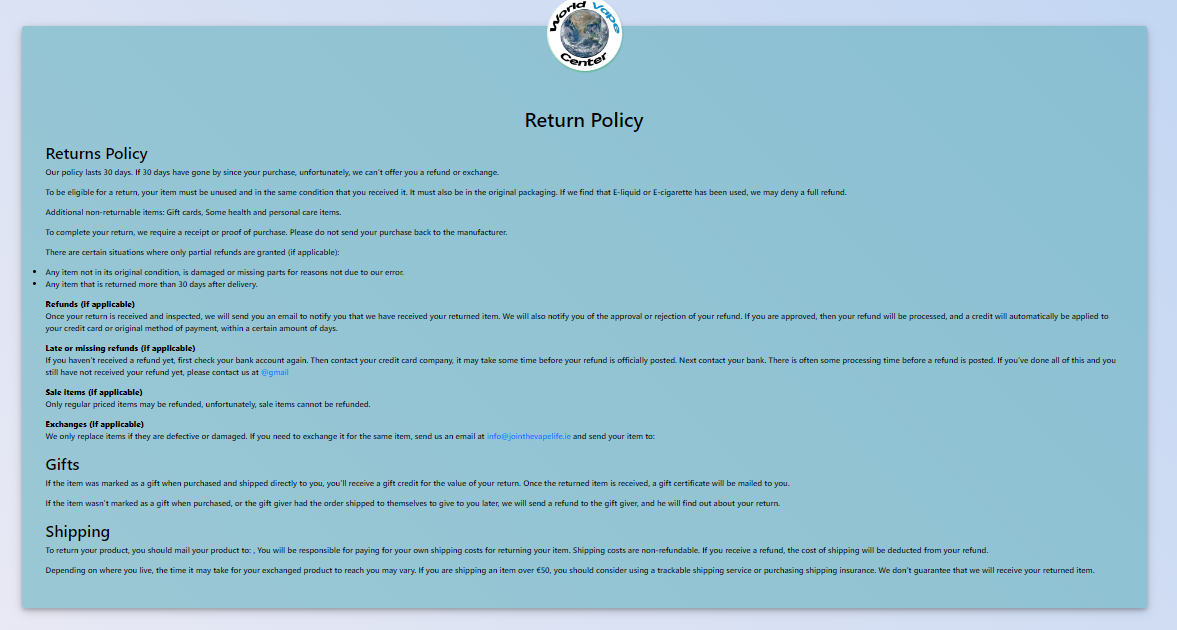 World Vape
Center
Return Policy
Returns Policy
Our policy lasts 30 days. If 30 days have gone by since your purchase, unfortunately, we can't offer you a refund or exchange.
To be eligible for a return, your item must be unused and in the same condition that you received it. It must also be in the original packaging. If we find that E-liquid or E-cigarette has been used, we may deny a full refund.
Additional non-returnable items: Gift cards, Some health and personal care items.
To complete your return, we require a receipt or proof of purchase. Please do not send your purchase back to the manufacturer.
There are certain situations where only partial refunds are granted (if applicable):
• Any item not in its original condition, is damaged or missing parts for reasons not due to our error.
• Any item that is returned more than 30 days after delivery.
Refunds (if applicable)
Once your return is received and inspected, we will send you an email to notify you that we have received your returned item. We will also notify you of the approval or rejection of your refund. If you are approved, then your refund will be processed, and a credit will automatically be applied to
your credit card or original method of payment, within a certain amount of days.
Late or missing refunds (if applicable)
If you haven't received a refund yet, first check your bank account again. Then contact your credit card company, it may take some time before your refund is officially posted. Next contact your bank. There is often some processing time before a refund is posted. If you've done all of this and you
still have not received your refund yet, please contact us at @gmail
Sale items (if applicable)
Only regular priced items may be refunded, unfortunately, sale items cannot be refunded.
Exchanges (if applicable)
We only replace items if they are defective or damaged. If you need to exchange it for the same item, send us an email at info@jointhevapelife.ie and send your item to:
Gifts
If the item was marked as a gift when purchased and shipped directly to you, you'll receive a gift credit for the value of your return. Once the returned item is received, a gift certificate will be mailed to you.
If the item wasn't marked as a gift when purchased, or the gift giver had the order shipped to themselves to give to you later, we will send a refund to the gift giver, and he will find out about your return.
Shipping
To return your product, you should mail your product to: , You will be responsible for paying for your own shipping costs for returning your item. Shipping costs are non-refundable. If you receive a refund, the cost of shipping will be deducted from your refund.
Depending on where you live, the time it may take for your exchanged product to reach you may vary. If you are shipping an item over €50, you should consider using a trackable shipping service or purchasing shipping insurance. We don't guarantee that we will receive your returned item.